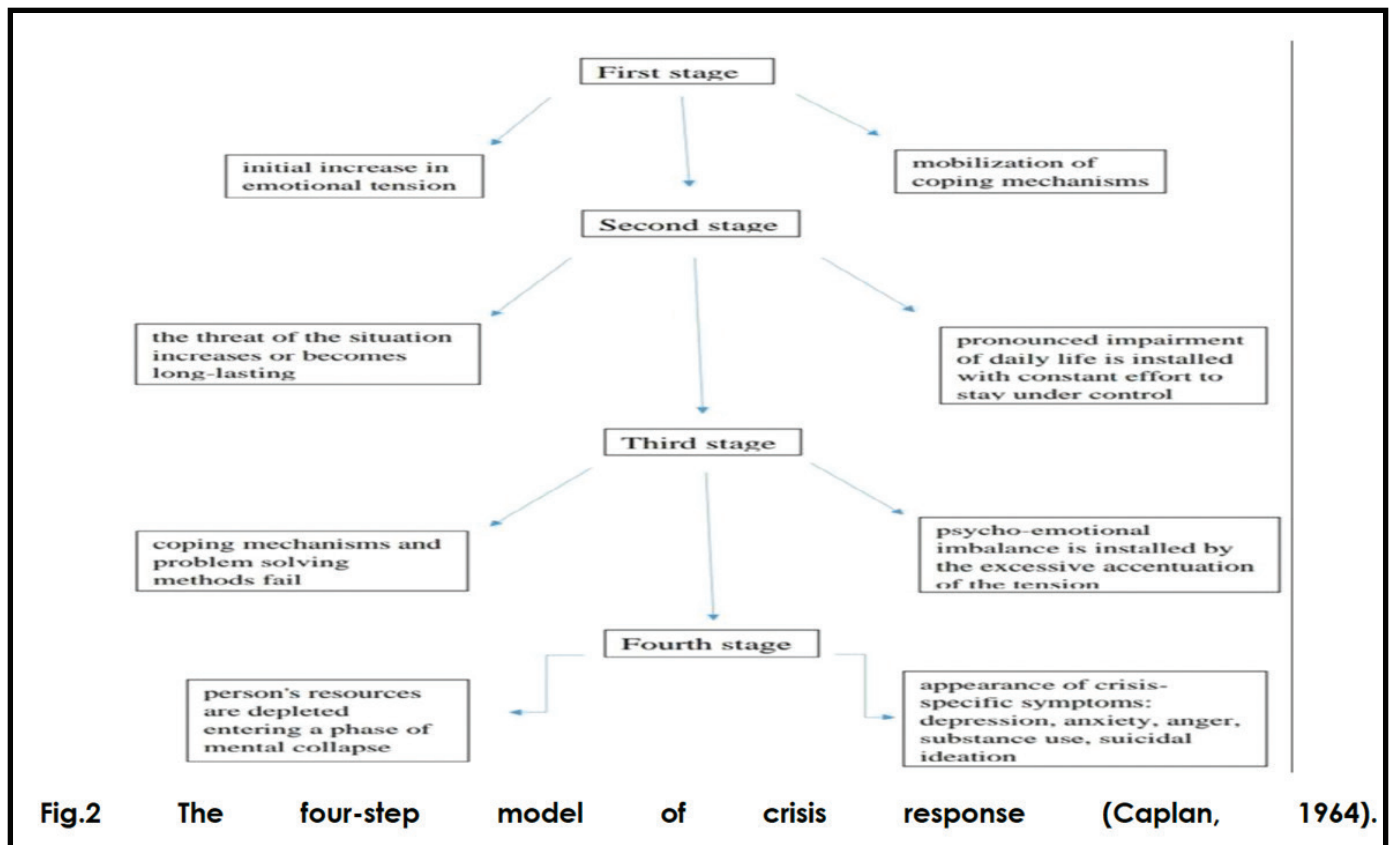 First stage
initial increase in
emotional tension
mobilization of
coping mechanisms
Second stage
the threat of the situation
increases or becomes
long-lasting
pronounced impairment
of daily life is installed
with constant effort to
stay under control
Third stage
coping mechanisms and
problem solving
methods fail
psycho-emotional
imbalance is installed by
the excessive accentuation
of the tension
Fourth stage
person's resources
are depleted
entering a phase of
mental collapse
appearance of crisis-
specific symptoms:
depression, anxiety, anger,
substance use, suicidal
ideation
Fig.2 The four-step model of crisis response (Caplan, 1964).